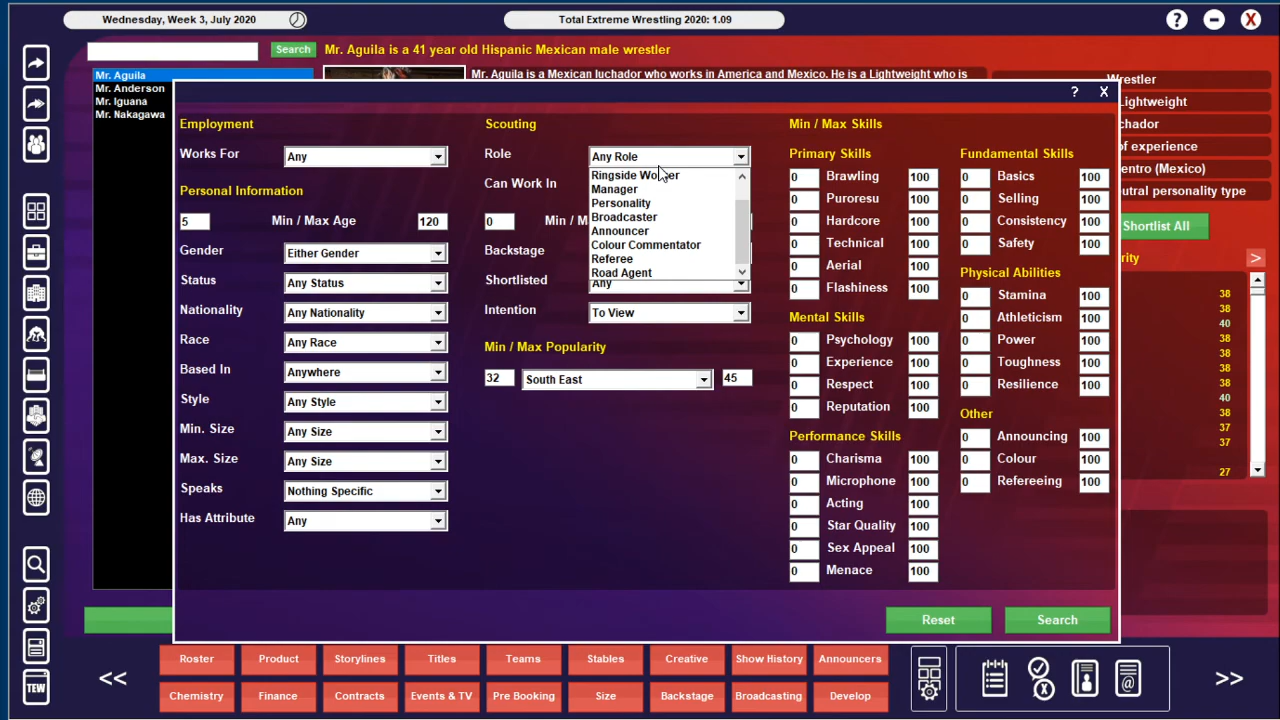 Wednesday, Week 3, July 2020
Total Extreme Wrestling 2020: 1.09
?
X
Search
Mr. Aguila is a 41 year old Hispanic Mexican male wrestler
Mr. Aguila
Mr. Anderson
Mr. Iguana
Mr. Nakagawa
Mr. Aguila is a Mexican luchador who works in America and Mexico. He is a Lightweight who is
Wrestler
Lightweight
chador
of experience
entro (Mexico)
utral personality type
Shortlist All
rity
>
38
38
40
38
38
38
38
40
38
37
37
27
? X
Employment
Works For
Any
Personal Information
5
Min / Max Age
120
Gender
Either Gender
Status
Any Status
Nationality
Any Nationality
Race
Any Race
Based In
Anywhere
Style
Any Style
Min. Size
Any Size
Max. Size
Any Size
Speaks
Nothing Specific
Has Attribute
Any
Scouting
Role
Any Role
Ringside Worker
Manager
Personality
Broadcaster
Announcer
Colour Commentator
Referee
Road Agent
Can Work In
0
Min / M
Backstage
Shortlisted
Any
Intention
To View
Min / Max Popularity
32
South East
45
Min / Max Skills
Primary Skills
0 Brawling 100
0 Puroresu 100
0 Hardcore 100
0 Technical 100
0 Aerial 100
0 Flashiness 100
Mental Skills
0 Psychology 100
0 Experience 100
0 Respect 100
0 Reputation 100
Performance Skills
0 Charisma 100
0 Microphone 100
0 Acting 100
0 Star Quality 100
0 Sex Appeal 100
0 Menace 100
Fundamental Skills
0 Basics 100
0 Selling 100
0 Consistency 100
0 Safety 100
Physical Abilities
0 Stamina 100
0 Athleticism 100
0 Power 100
0 Toughness 100
0 Resilience 100
Other
0 Announcing 100
0 Colour 100
0 Refereeing 100
Reset
Search
<<
Roster
Product
Storylines
Titles
Teams
Stables
Creative
Show History
Announcers
Chemistry
Finance
Contracts
Events & TV
Pre Booking
Size
Backstage
Broadcasting
Develop
>>
TEW